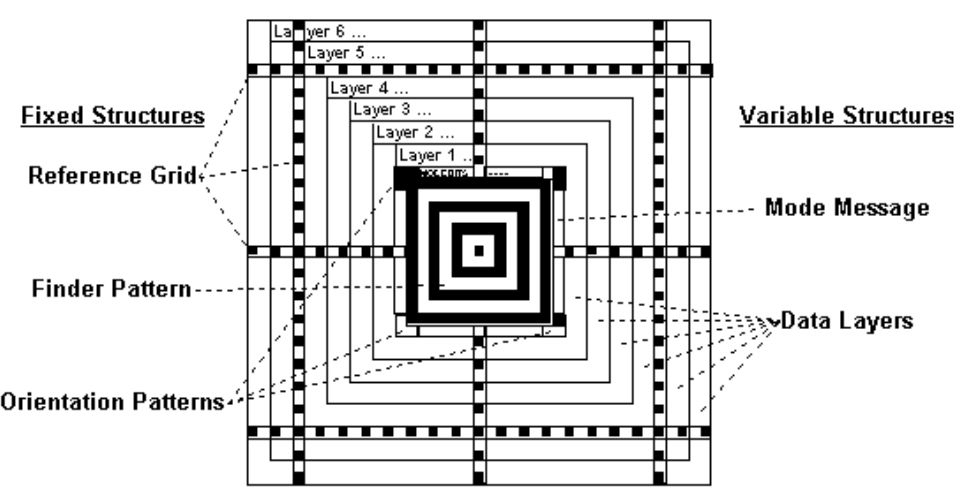 Layer 6 ...
Layer 5 ...
Layer 4 ...
Layer 3 ...
Layer 2 ...
Layer 1 ..
Fixed Structures
Variable Structures
Reference Grid
Mode Message
Finder Pattern
Data Layers
Orientation Patterns